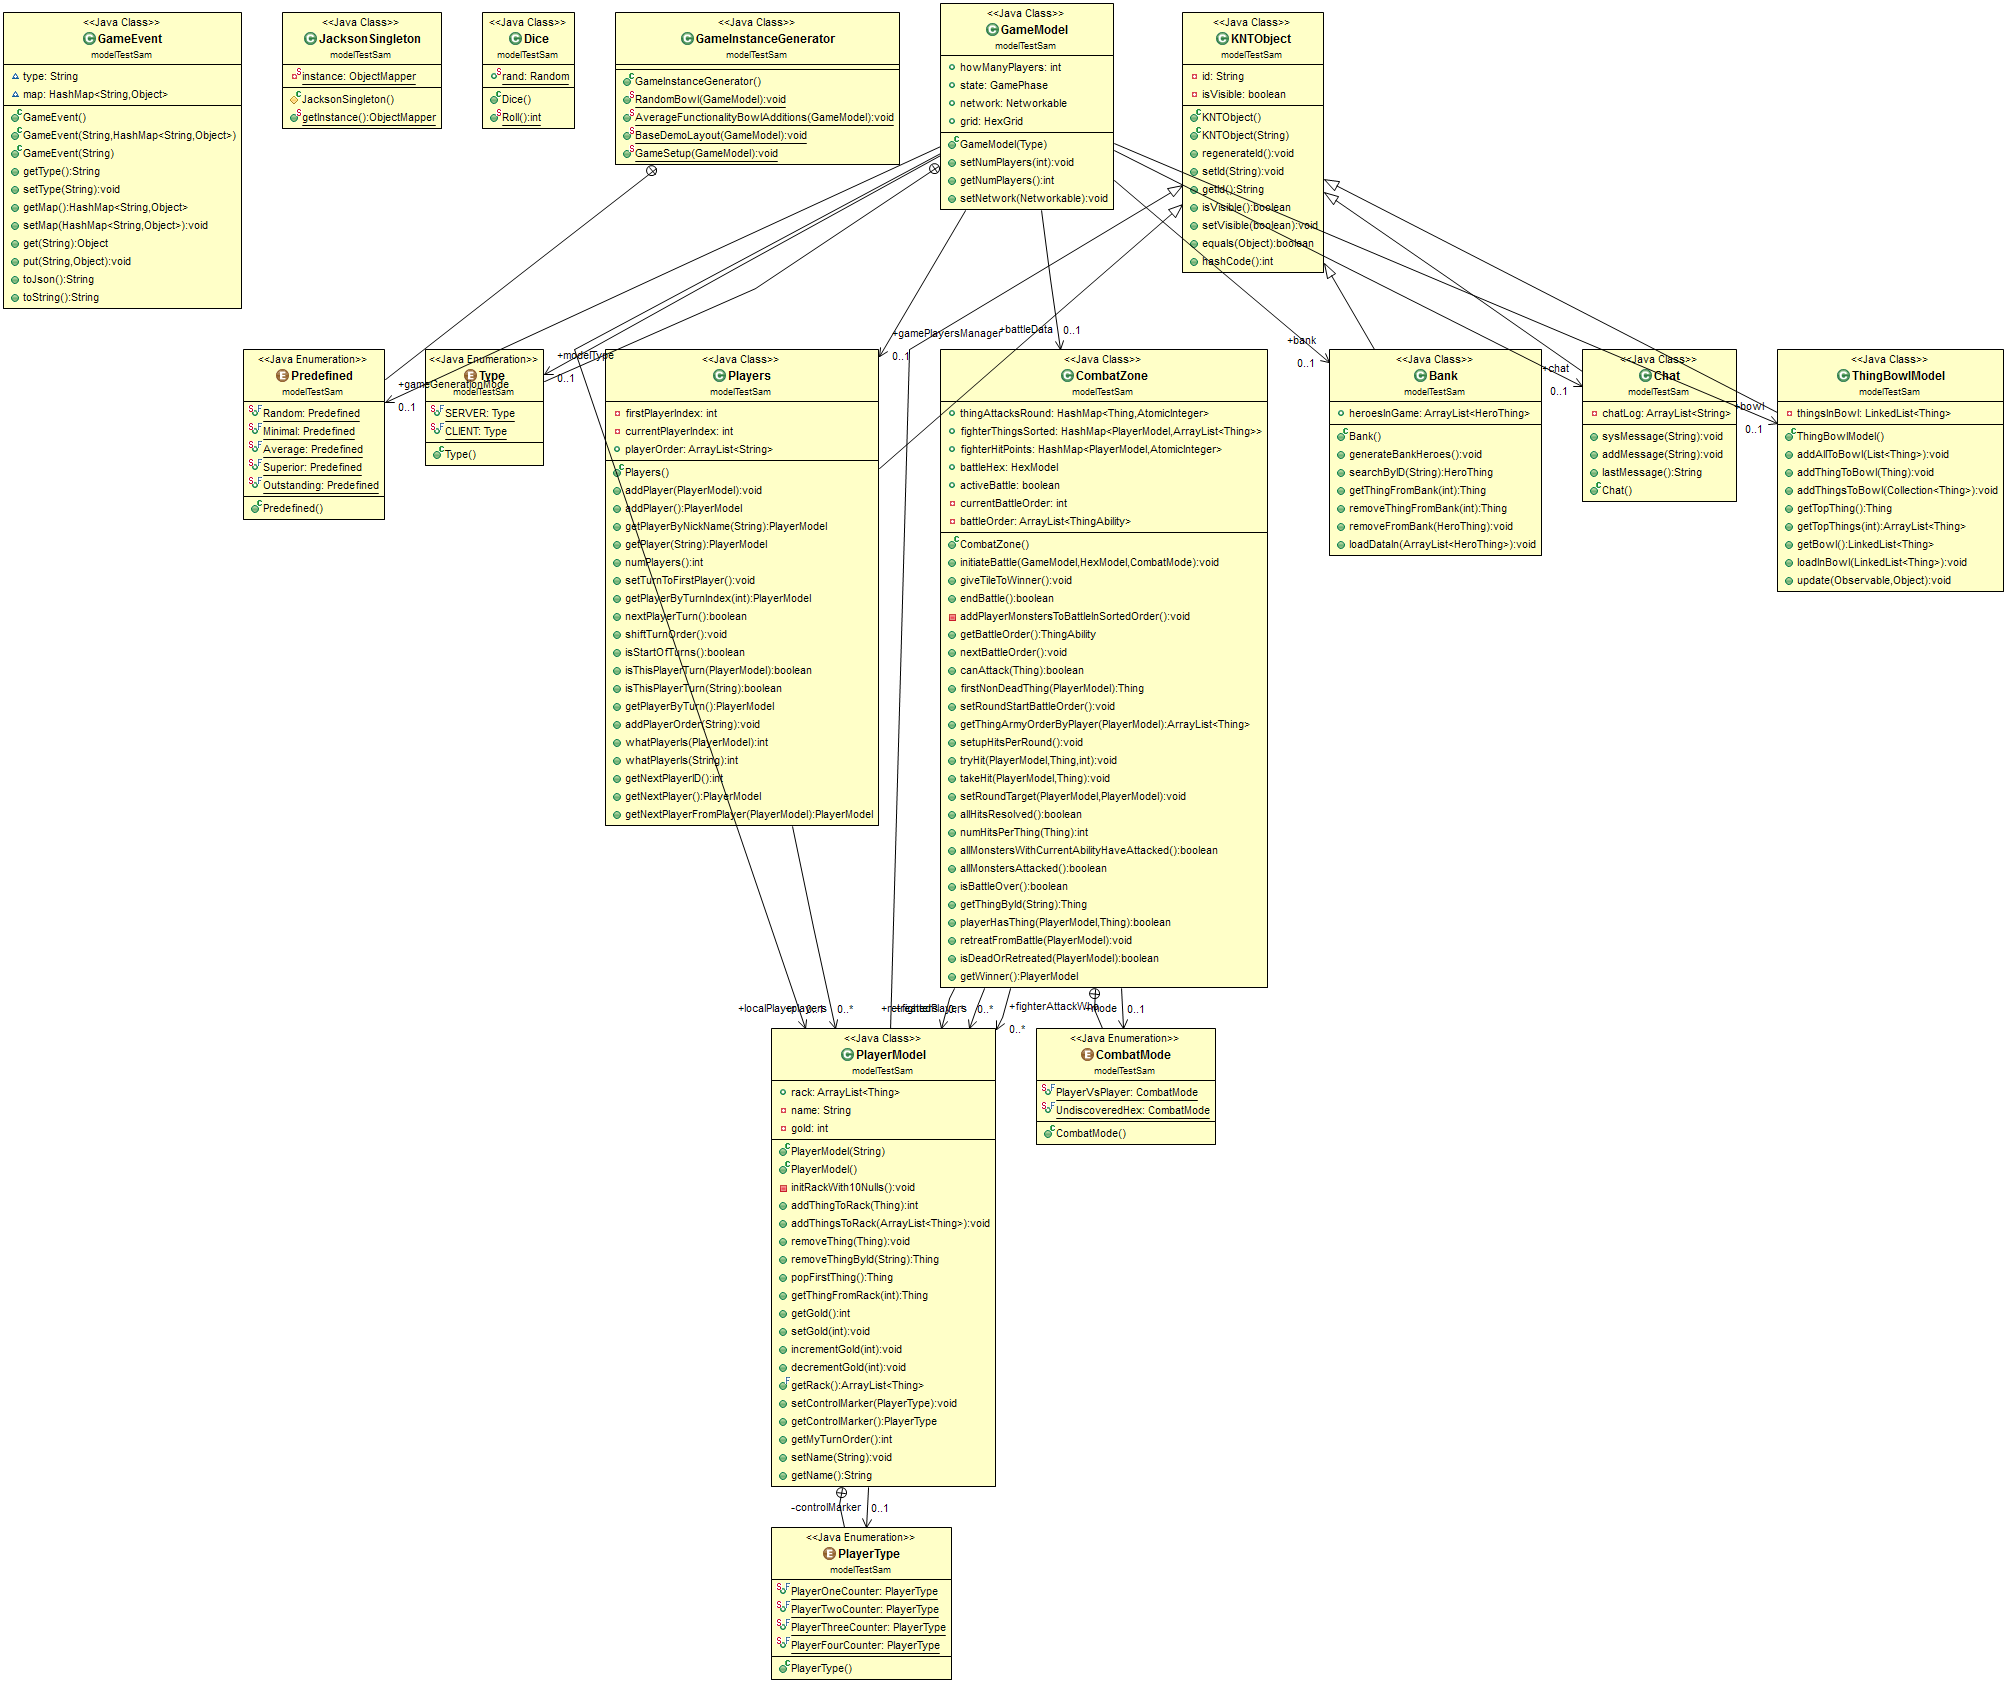 <<Java Class>>
GameEvent
modelTestSam
type: String
map: HashMap<String,Object>
GameEvent()
GameEvent(String,HashMap<String,Object>)
GameEvent(String)
getType():String
setType(String):void
getMap():HashMap<String,Object>
setMap(HashMap<String,Object>):void
get(String):Object
put(String,Object):void
toJson():String
toString():String
<<Java Class>>
JacksonSingleton
modelTestSam
instance: ObjectMapper
JacksonSingleton()
getInstance():ObjectMapper
<<Java Class>>
Dice
modelTestSam
rand: Random
Dice()
Roll():int
<<Java Class>>
GameInstanceGenerator
modelTestSam
GameInstanceGenerator()
RandomBowl(GameModel):void
AverageFunctionalityBowlAdditions(GameModel):void
BaseDemoLayout(GameModel):void
GameSetup(GameModel):void
<<Java Class>>
GameModel
modelTestSam
howManyPlayers: int
state: GamePhase
network: Networkable
grid: HexGrid
GameModel(Type)
setNumPlayers(int):void
getNumPlayers():int
setNetwork(Networkable):void
<<Java Class>>
KNTObject
modelTestSam
id: String
isVisible: boolean
KNTObject()
KNTObject(String)
regenerateId():void
setId(String):void
getId():String
isVisible():boolean
setVisible(boolean):void
equals(Object):boolean
hashCode():int
<<Java Enumeration>>
Predefined
modelTestSam
Random: Predefined
Minimal: Predefined
Average: Predefined
Superior: Predefined
Outstanding: Predefined
Predefined()
+gameGenerationMode
0..1
<<Java Enumeration>>
Type
modelTestSam
SERVER: Type
CLIENT: Type
Type()
+modelType
0..1
<<Java Class>>
Players
modelTestSam
firstPlayerIndex: int
currentPlayerIndex: int
playerOrder: ArrayList<String>
Players()
addPlayer(PlayerModel):void
addPlayer():PlayerModel
getPlayerByNickName(String):PlayerModel
getPlayer(String):PlayerModel
numPlayers():int
setTurnToFirstPlayer():void
getPlayerByTurnIndex(int):PlayerModel
nextPlayerTurn():boolean
shiftTurnOrder():void
isStartOfTurns():boolean
isThisPlayerTurn(PlayerModel):boolean
isThisPlayerTurn(String):boolean
getPlayerByTurn():PlayerModel
addPlayerOrder(String):void
whatPlayerIs(PlayerModel):int
whatPlayerIs(String):int
getNextPlayerID():int
getNextPlayer():PlayerModel
getNextPlayerFromPlayer(PlayerModel):PlayerModel
+gamePlayersManager
0..1
+battleData
0..1
<<Java Class>>
CombatZone
modelTestSam
thingAttacksRound: HashMap<Thing,AtomicInteger>
fighterThingsSorted: HashMap<PlayerModel,ArrayList<Thing>>
fighterHitPoints: HashMap<PlayerModel,AtomicInteger>
battleHex: HexModel
activeBattle: boolean
currentBattleOrder: int
battleOrder: ArrayList<ThingAbility>
CombatZone()
initiateBattle(GameModel,HexModel,CombatMode):void
giveTileToWinner():void
endBattle():boolean
addPlayerMonstersToBattleInSortedOrder():void
getBattleOrder():ThingAbility
nextBattleOrder():void
canAttack(Thing):boolean
firstNonDeadThing(PlayerModel):Thing
setRoundStartBattleOrder():void
getThingArmyOrderByPlayer(PlayerModel):ArrayList<Thing>
setupHitsPerRound():void
tryHit(PlayerModel,Thing,int):void
takeHit(PlayerModel,Thing):void
setRoundTarget(PlayerModel,PlayerModel):void
allHitsResolved():boolean
numHitsPerThing(Thing):int
allMonstersWithCurrentAbilityHaveAttacked():boolean
allMonstersAttacked():boolean
isBattleOver():boolean
getThingById(String):Thing
playerHasThing(PlayerModel,Thing):boolean
retreatFromBattle(PlayerModel):void
isDeadOrRetreated(PlayerModel):boolean
getWinner():PlayerModel
+bank
0..1
<<Java Class>>
Bank
modelTestSam
heroesInGame: ArrayList<HeroThing>
Bank()
generateBankHeroes():void
searchByID(String):HeroThing
getThingFromBank(int):Thing
removeThingFromBank(int):Thing
removeFromBank(HeroThing):void
loadDataIn(ArrayList<HeroThing>):void
+chat
0..1
<<Java Class>>
Chat
modelTestSam
chatLog: ArrayList<String>
sysMessage(String):void
addMessage(String):void
lastMessage():String
Chat()
+bowl
0..1
<<Java Class>>
ThingBowlModel
modelTestSam
thingsInBowl: LinkedList<Thing>
ThingBowlModel()
addAllToBowl(List<Thing>):void
addThingToBowl(Thing):void
addThingsToBowl(Collection<Thing>):void
getTopThing():Thing
getTopThings(int):ArrayList<Thing>
getBowl():LinkedList<Thing>
loadInBowl(LinkedList<Thing>):void
update(Observable,Object):void
+localPlayer
0..1
0..*
0..*
+fighterAttackWho
0..*
0..1
<<Java Class>>
PlayerModel
modelTestSam
rack: ArrayList<Thing>
name: String
gold: int
PlayerModel(String)
PlayerModel()
initRackWith10Nulls():void
addThingToRack(Thing):int
addThingsToRack(ArrayList<Thing>):void
removeThing(Thing):void
removeThingById(String):Thing
popFirstThing():Thing
getThingFromRack(int):Thing
getGold():int
setGold(int):void
incrementGold(int):void
decrementGold(int):void
getRack():ArrayList<Thing>
setControlMarker(PlayerType):void
getControlMarker():PlayerType
getMyTurnOrder():int
setName(String):void
getName():String
<<Java Enumeration>>
CombatMode
modelTestSam
PlayerVsPlayer: CombatMode
UndiscoveredHex: CombatMode
CombatMode()
-controlMarker
0..1
<<Java Enumeration>>
PlayerType
modelTestSam
PlayerOneCounter: PlayerType
PlayerTwoCounter: PlayerType
PlayerThreeCounter: PlayerType
PlayerFourCounter: PlayerType
PlayerType()